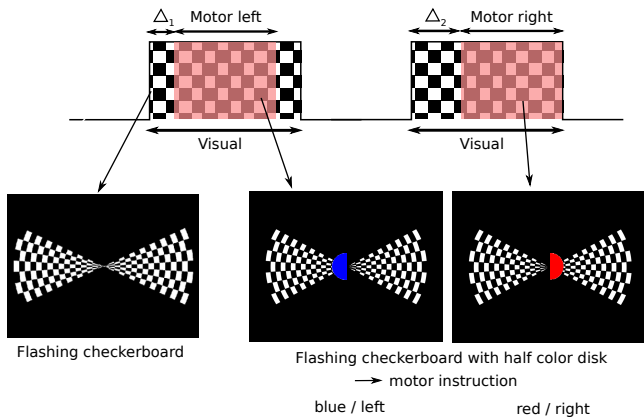 △1 Motor left △2 Motor right
Visual Visual
Flashing checkerboard
Flashing checkerboard with half color disk
→ motor instruction
blue / left red / right